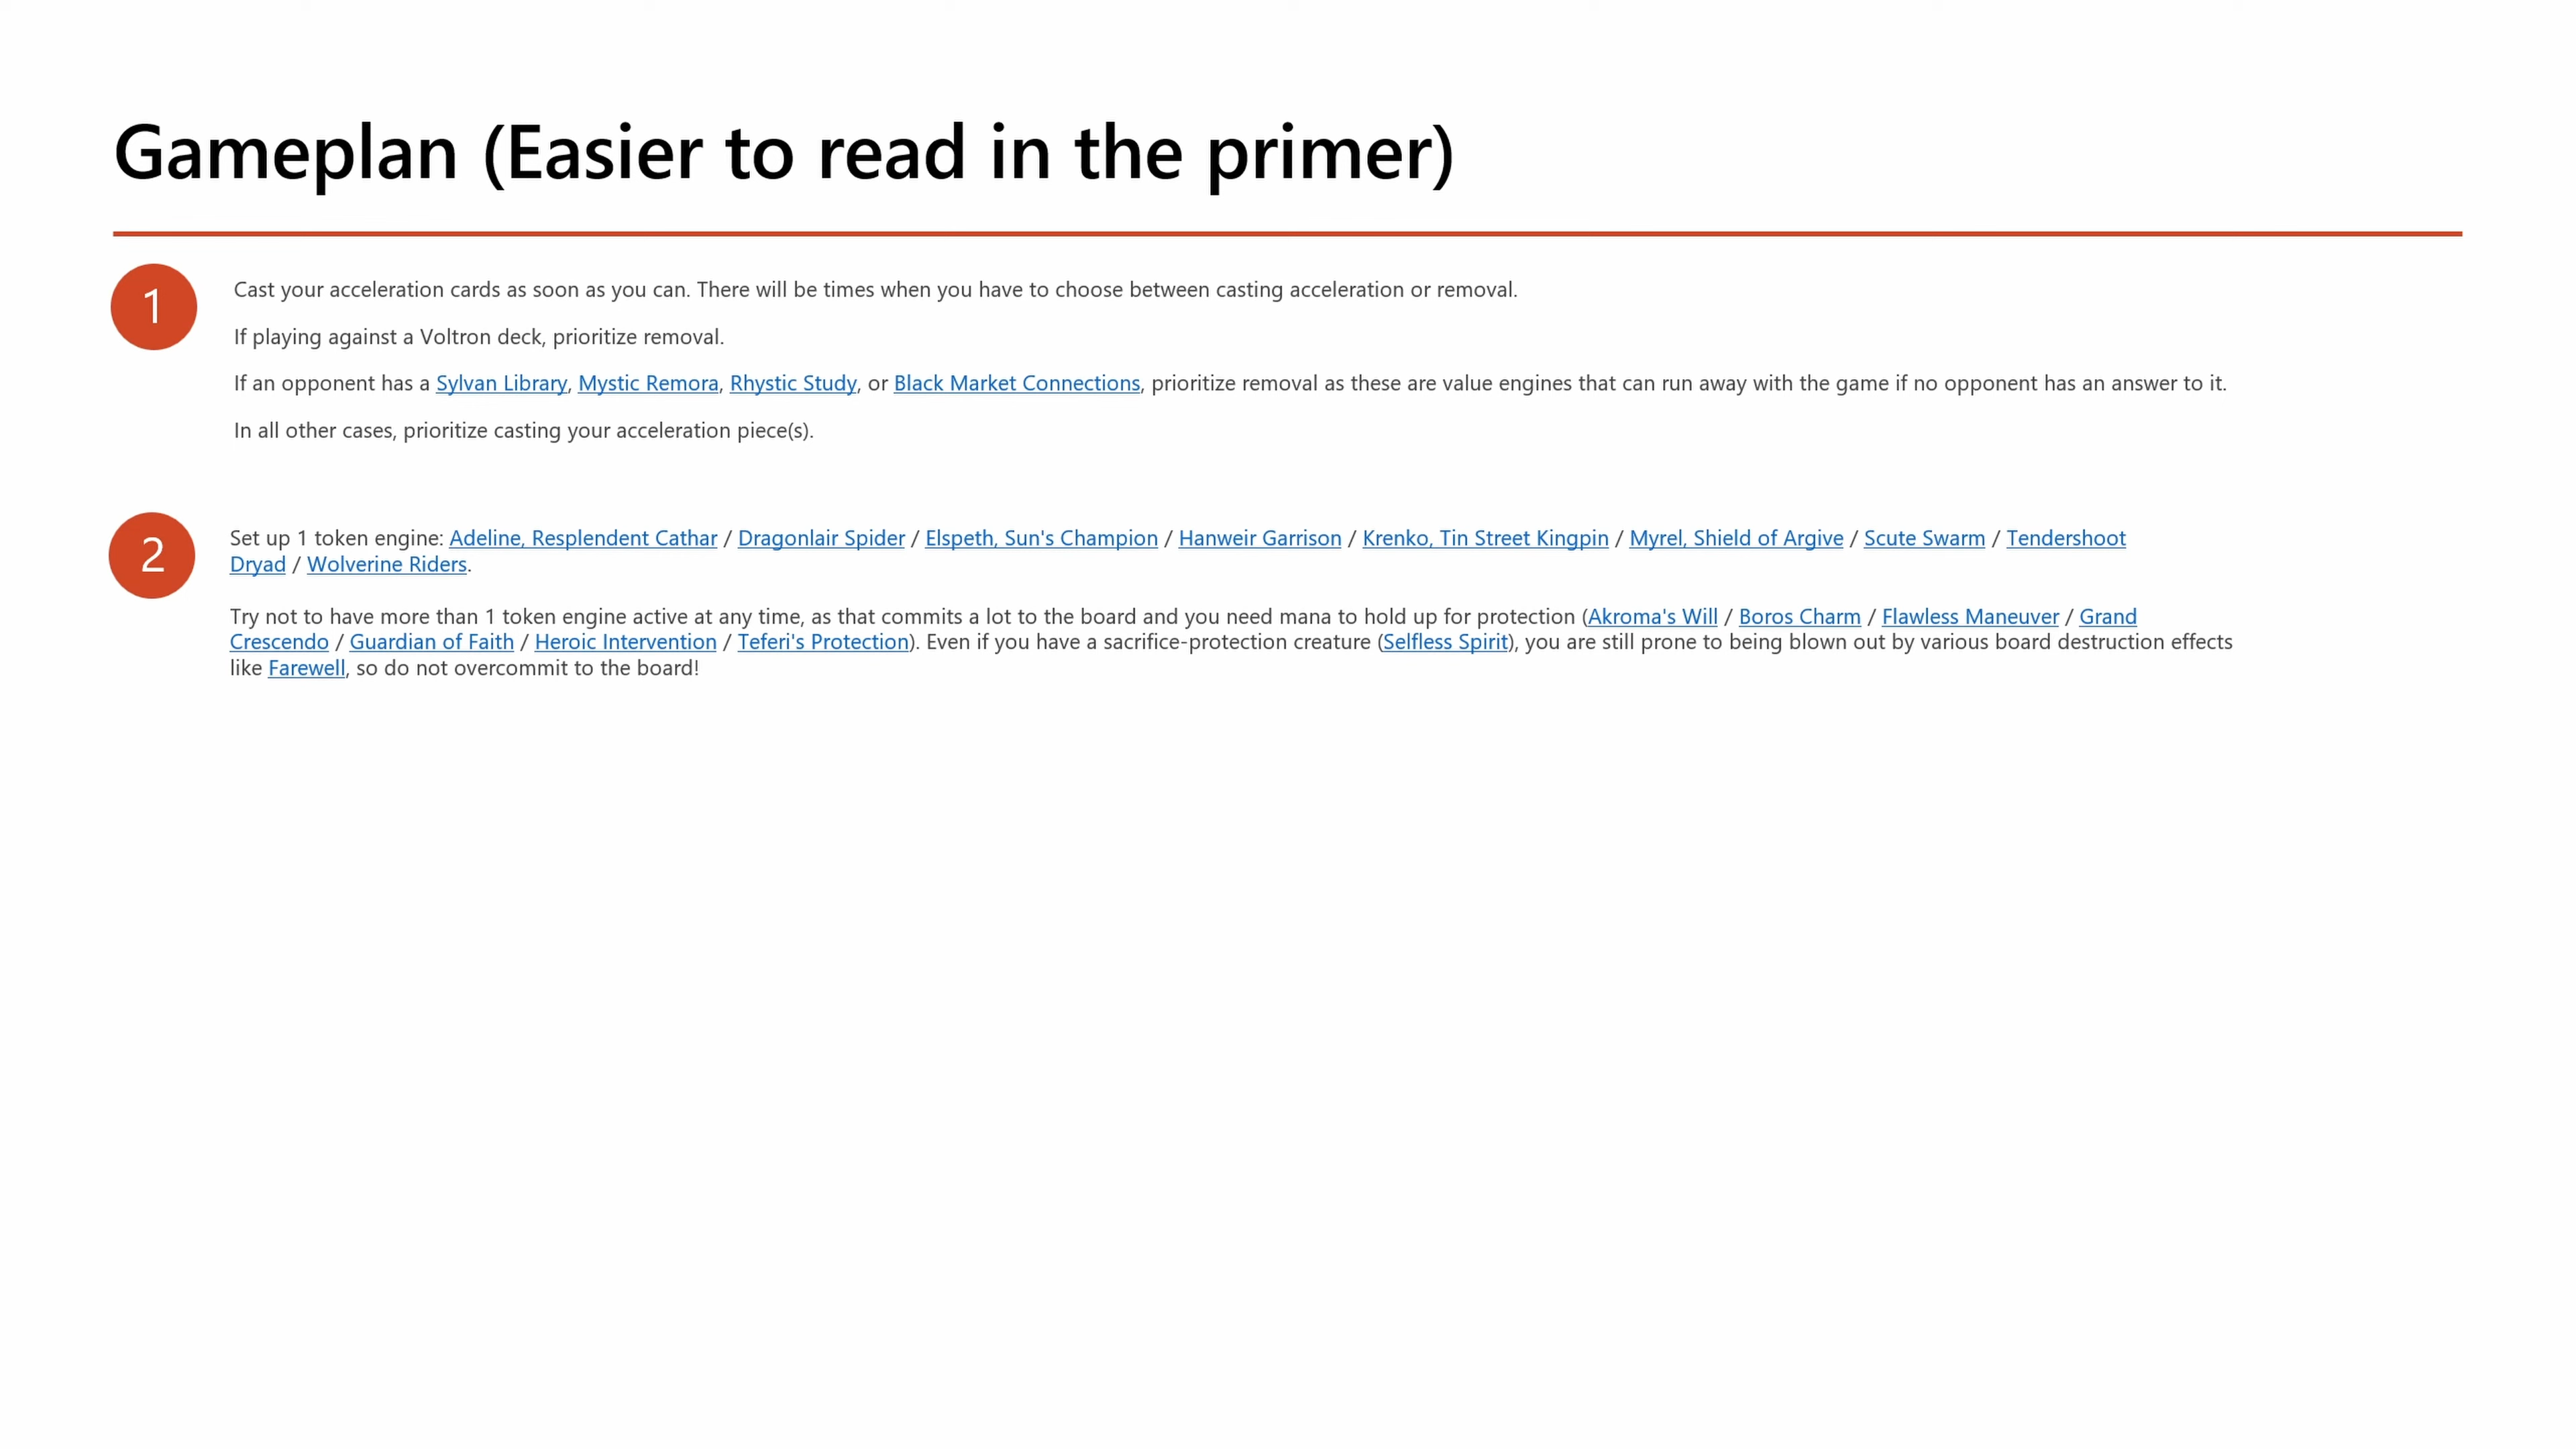 Gameplan (Easier to read in the primer)
1
Cast your acceleration cards as soon as you can. There will be times when you have to choose between casting acceleration or removal.
If playing against a Voltron deck, prioritize removal.
If an opponent has a Sylvan Library, Mystic Remora, Rhystic Study, or Black Market Connections, prioritize removal as these are value engines that can run away with the game if no opponent has an answer to it.
In all other cases, prioritize casting your acceleration piece(s).
2
Set up 1 token engine: Adeline, Resplendent Cathar / Dragonlair Spider / Elspeth, Sun's Champion / Hanweir Garrison / Krenko, Tin Street Kingpin / Myrel, Shield of Argive / Scute Swarm / Tendershoot
Dryad / Wolverine Riders.
Try not to have more than 1 token engine active at any time, as that commits a lot to the board and you need mana to hold up for protection (Akroma's Will / Boros Charm / Flawless Maneuver / Grand
Crescendo / Guardian of Faith / Heroic Intervention / Teferi's Protection). Even if you have a sacrifice-protection creature (Selfless Spirit), you are still prone to being blown out by various board destruction effects
like Farewell, so do not overcommit to the board!